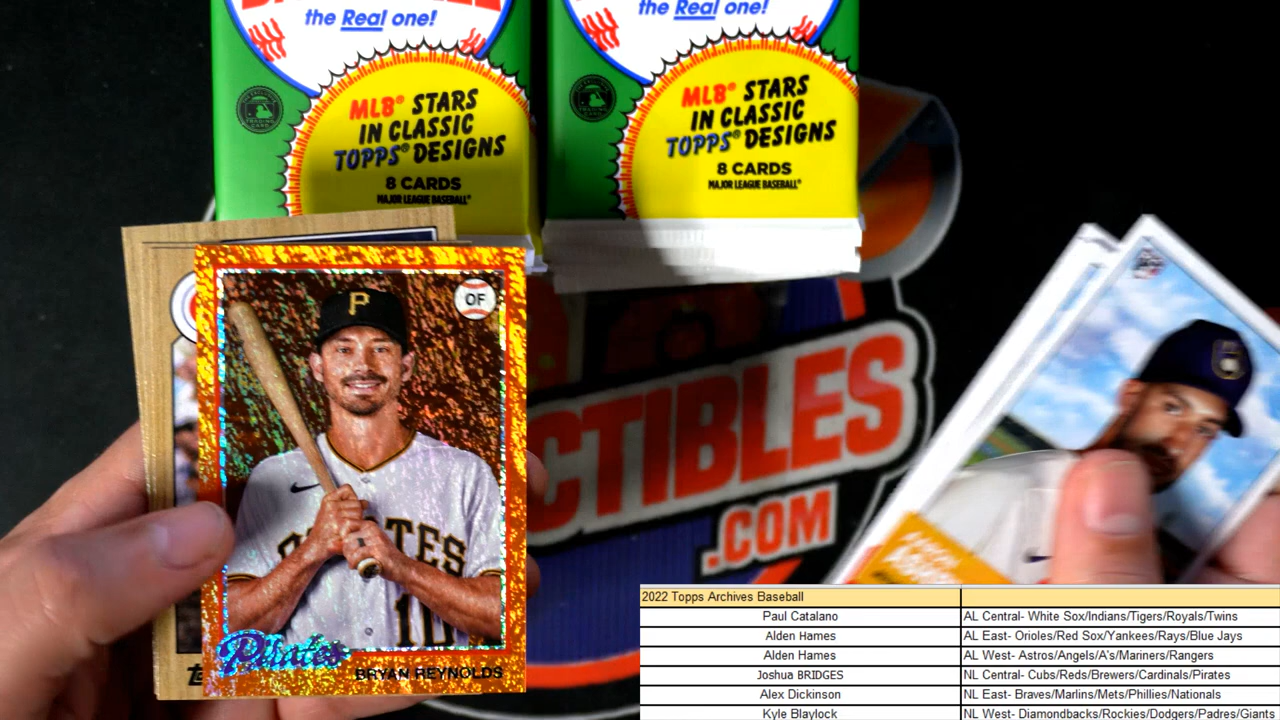 the Real one!
MLB® STARS
IN CLASSIC
TOPPS® DESIGNS
8 CARDS
MAJOR LEAGUE BASEBALL®
the Real one!
MLB® STARS
IN CLASSIC
TOPPS® DESIGNS
8 CARDS
MAJOR LEAGUE BASEBALL®
OF
P
Pirates
BRYAN REYNOLDS
CTIBLES
.COM
2022 Topps Archives Baseball
Paul Catalano AL Central- White Sox/Indians/Tigers/Royals/Twins
Alden Hames AL East- Orioles/Red Sox/Yankees/Rays/Blue Jays
Alden Hames AL West- Astros/Angels/A's/Mariners/Rangers
Joshua BRIDGES NL Central- Cubs/Reds/Brewers/Cardinals/Pirates
Alex Dickinson NL East- Braves/Marlins/Mets/Phillies/Nationals
Kyle Blaylock NL West- Diamondbacks/Rockies/Dodgers/Padres/Giants